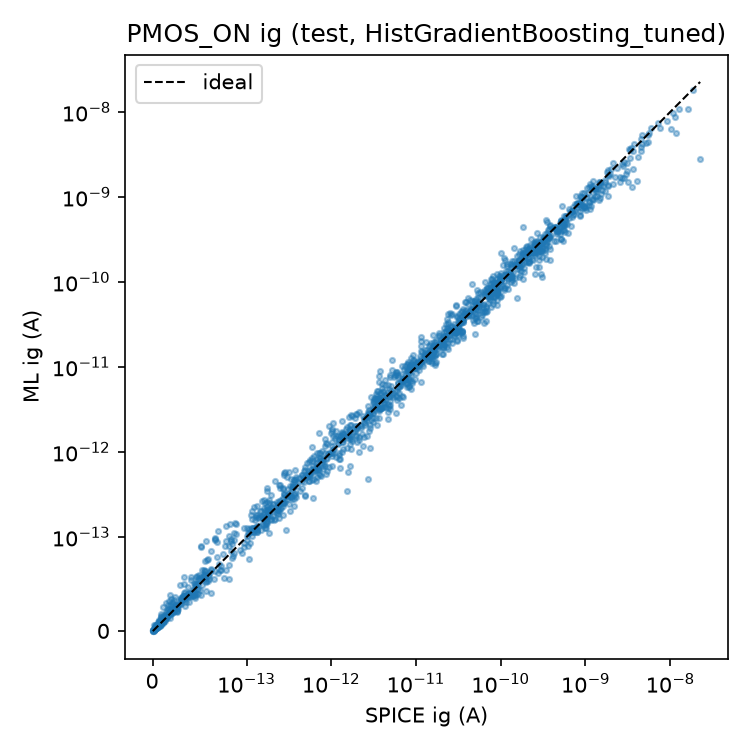 PMOS_ON ig (test, HistGradientBoosting_tuned)
ideal
ML ig (A)
10⁻⁸
10⁻⁹
10⁻¹⁰
10⁻¹¹
10⁻¹²
10⁻¹³
0
0 10⁻¹³ 10⁻¹² 10⁻¹¹ 10⁻¹⁰ 10⁻⁹ 10⁻⁸
SPICE ig (A)